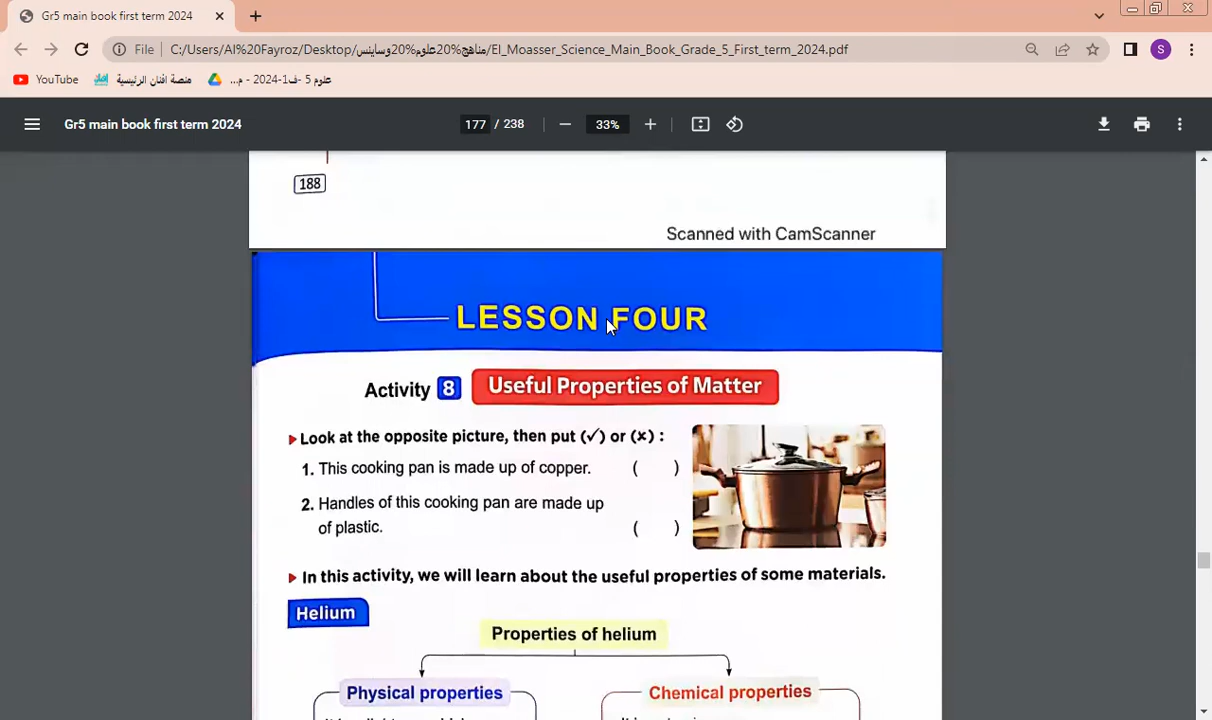 Gr5 main book first term 2024
File
C:/Users/Al%20Fayroz/Desktop/مناهج%20علوم%20وساينس/El_Moasser_Science_Main_Book_Grade_5_First_term_2024.pdf
S
YouTube
منصة افنان الرئيسية
علوم 5 -ف1-2024 - م...
Gr5 main book first term 2024
177 / 238
33%
188
Scanned with CamScanner
LESSON FOUR
Activity 8 Useful Properties of Matter
Look at the opposite picture, then put (✓) or (×) :
1. This cooking pan is made up of copper. ( )
2. Handles of this cooking pan are made up
of plastic. ( )
In this activity, we will learn about the useful properties of some materials.
Helium
Properties of helium
Physical properties
Chemical properties